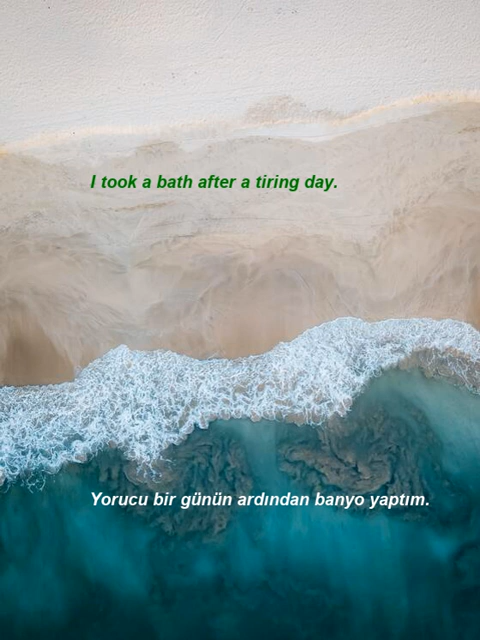 I took a bath after a tiring day.
Yorucu bir günün ardından banyo yaptım.